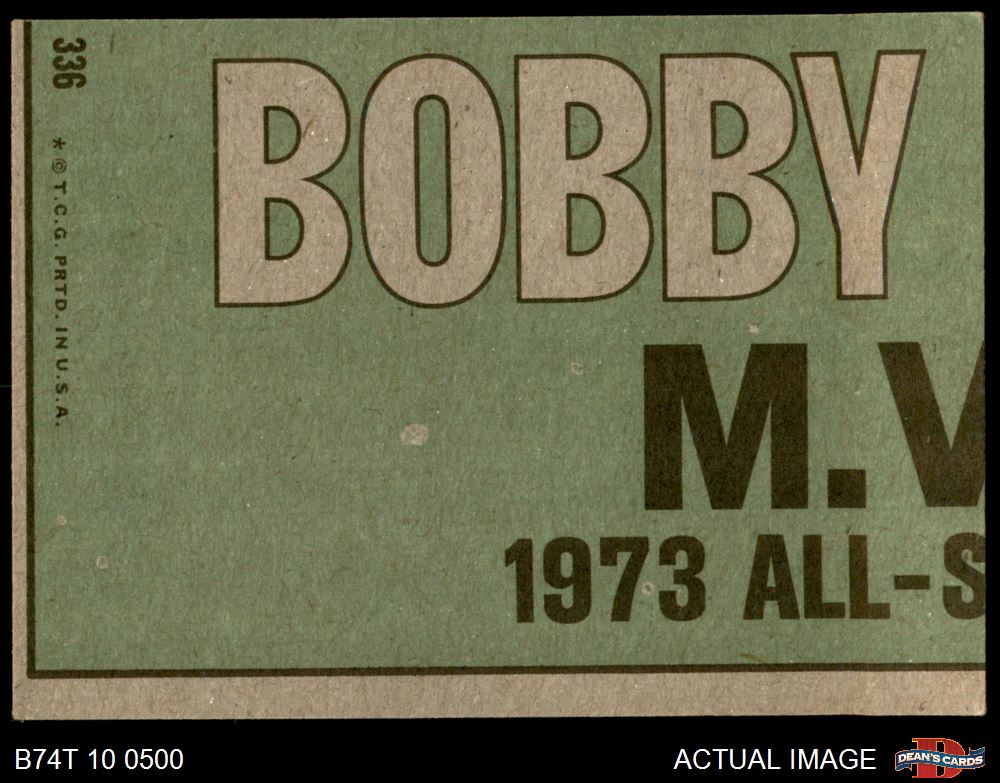 336
* © T.C.G. PRTD. IN U.S.A.
BOBBY
M.V
1973 ALL-S
B74T 10 0500
ACTUAL IMAGE
D
DEAN'S CARDS